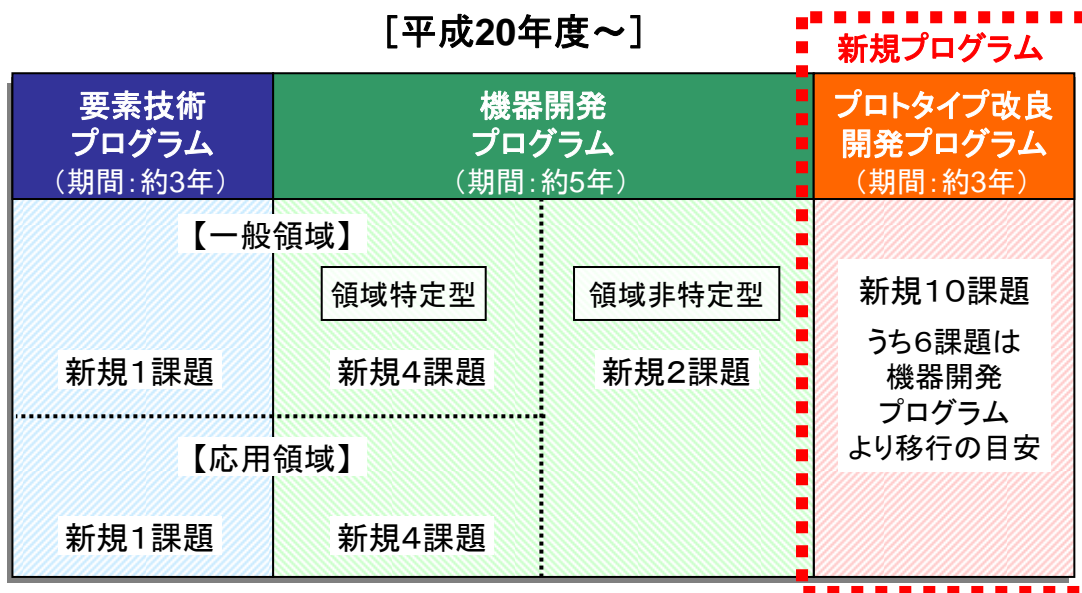 ［平成20年度～］
新規プログラム
要素技術
プログラム
（期間：約3年）
機器開発
プログラム
（期間：約5年）
プロトタイプ改良
開発プログラム
（期間：約3年）
【一般領域】
領域特定型
領域非特定型
新規１課題
新規４課題
新規２課題
新規１０課題
うち６課題は
機器開発
プログラム
より移行の目安
【応用領域】
新規１課題
新規４課題